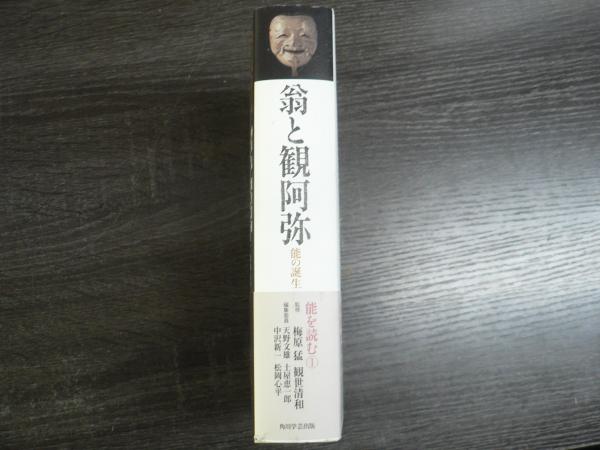 翁と観阿弥
能の誕生
能を読む①
監修
梅原 猛 観世清和
編集委員
天野文雄 土屋恵一郎
中沢新一 松岡心平
角川学芸出版